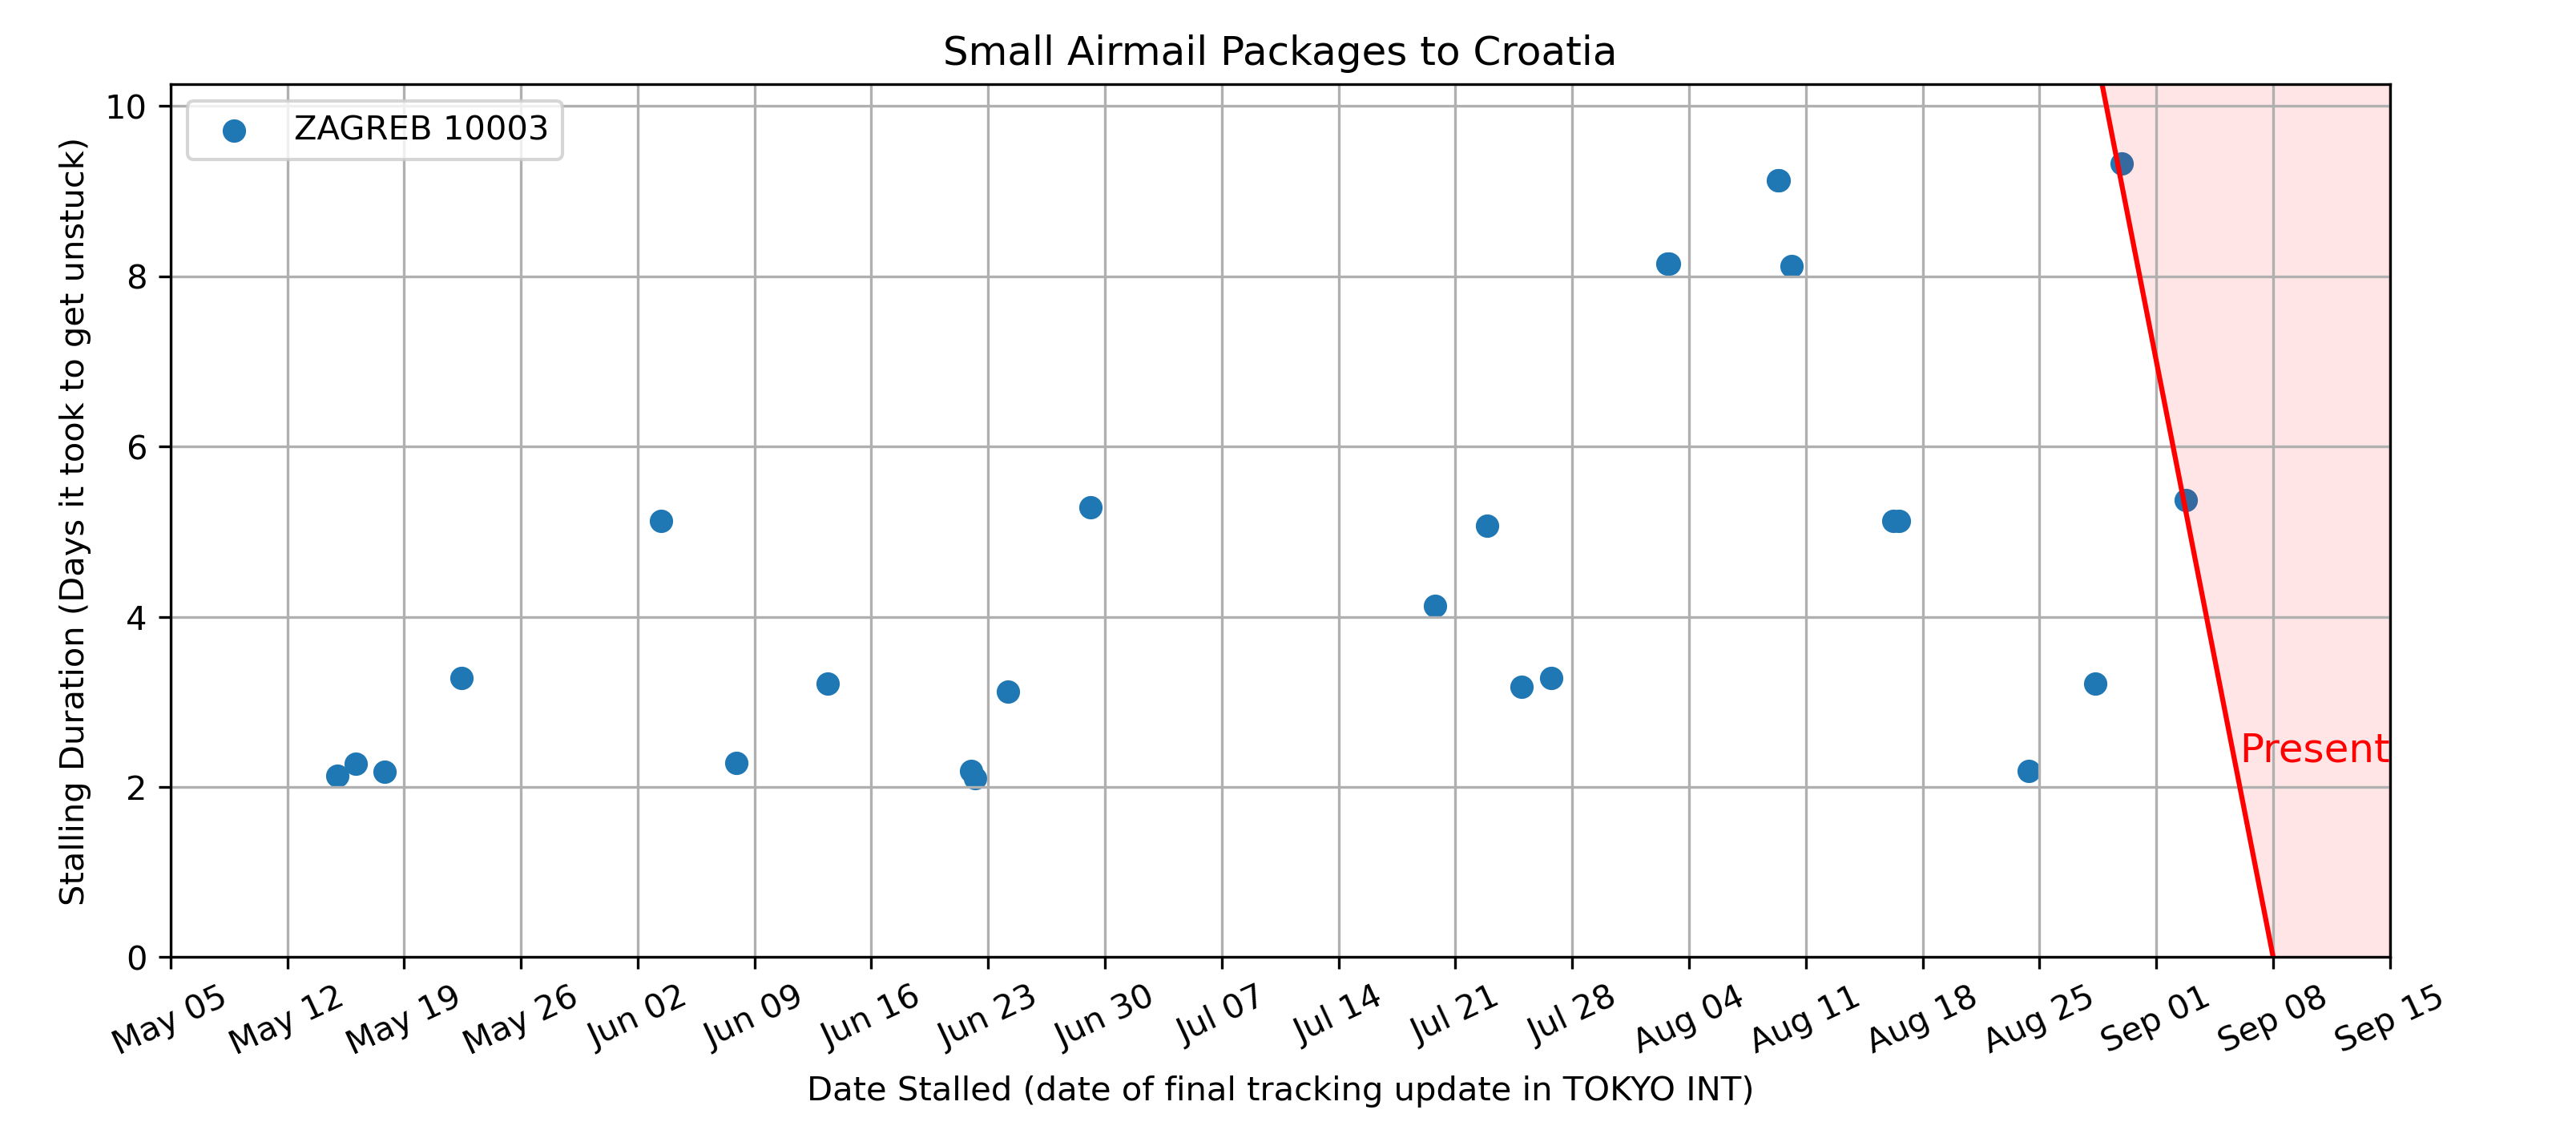 Small Airmail Packages to Croatia
ZAGREB 10003
Stalling Duration (Days it took to get unstuck)
10
8
6
4
2
0
Present
May 05
May 12
May 19
May 26
Jun 02
Jun 09
Jun 16
Jun 23
Jun 30
Jul 07
Jul 14
Jul 21
Jul 28
Aug 04
Aug 11
Aug 18
Aug 25
Sep 01
Sep 08
Sep 15
Date Stalled (date of final tracking update in TOKYO INT)